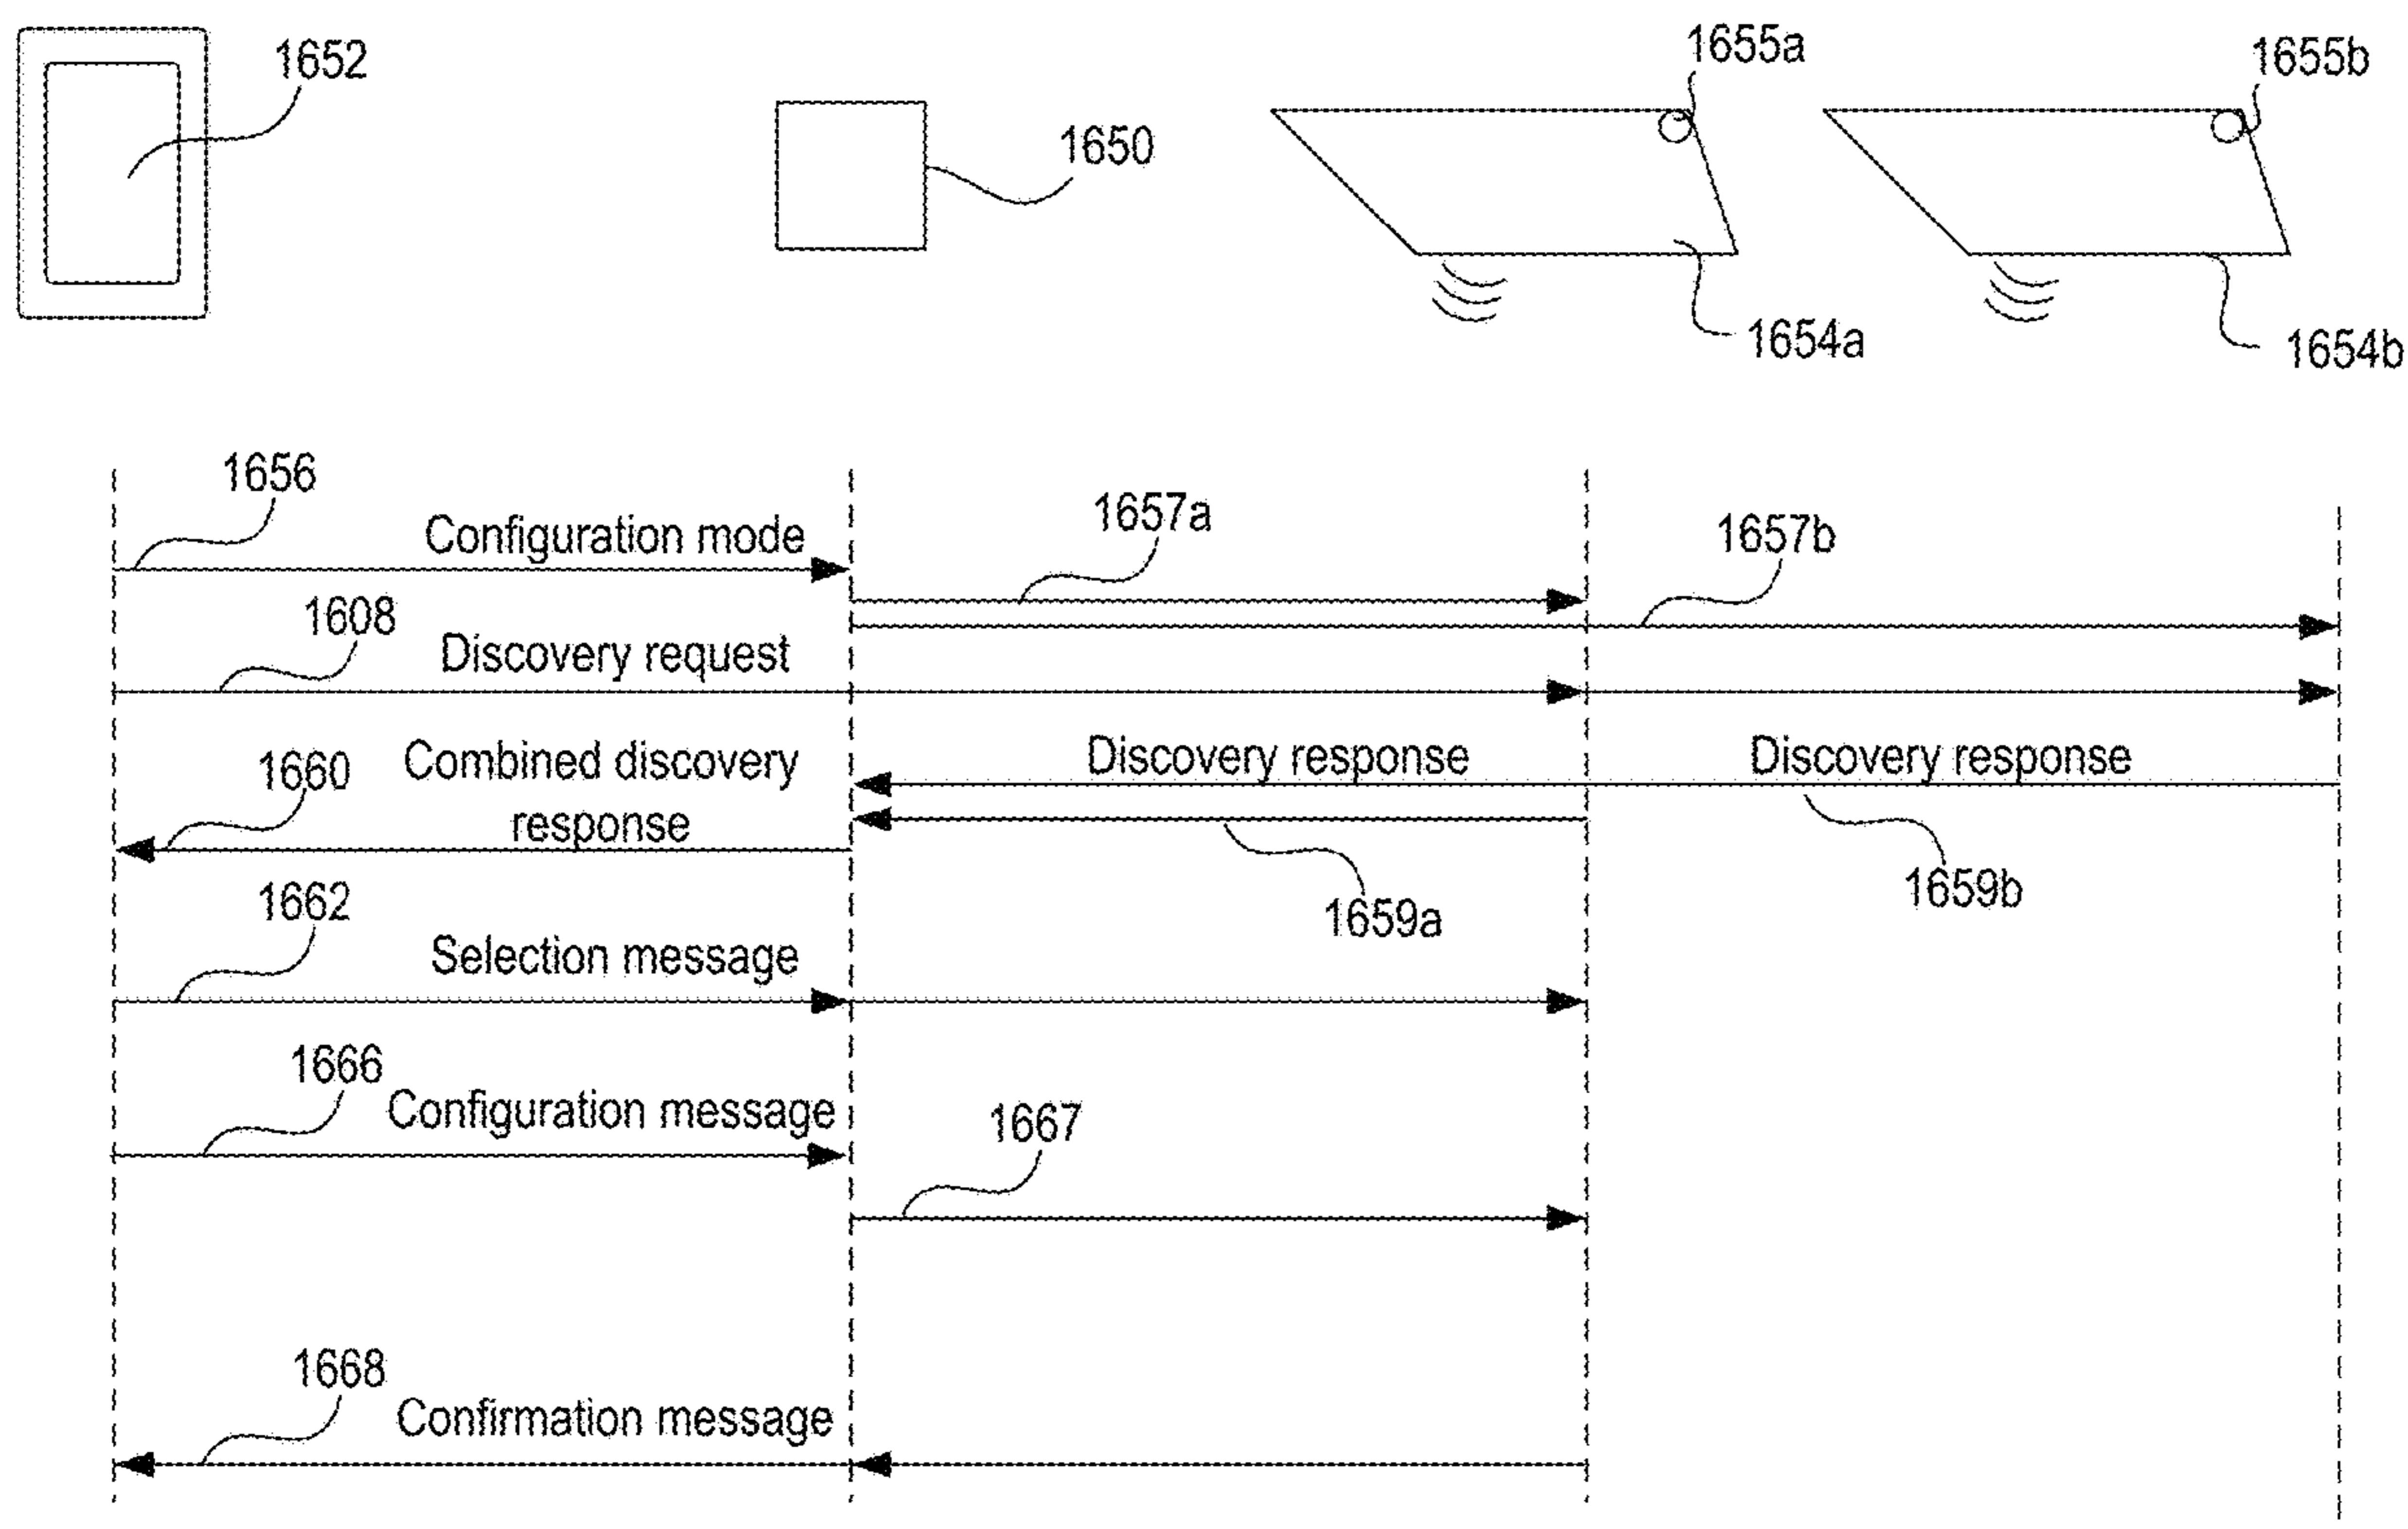 1652
1650
1655a
1655b
1654a
1654b
1656
Configuration mode
1657a
1657b
1608
Discovery request
1660
Combined discovery
response
Discovery response
Discovery response
1659a
1659b
1662
Selection message
1666
Configuration message
1667
1668
Confirmation message